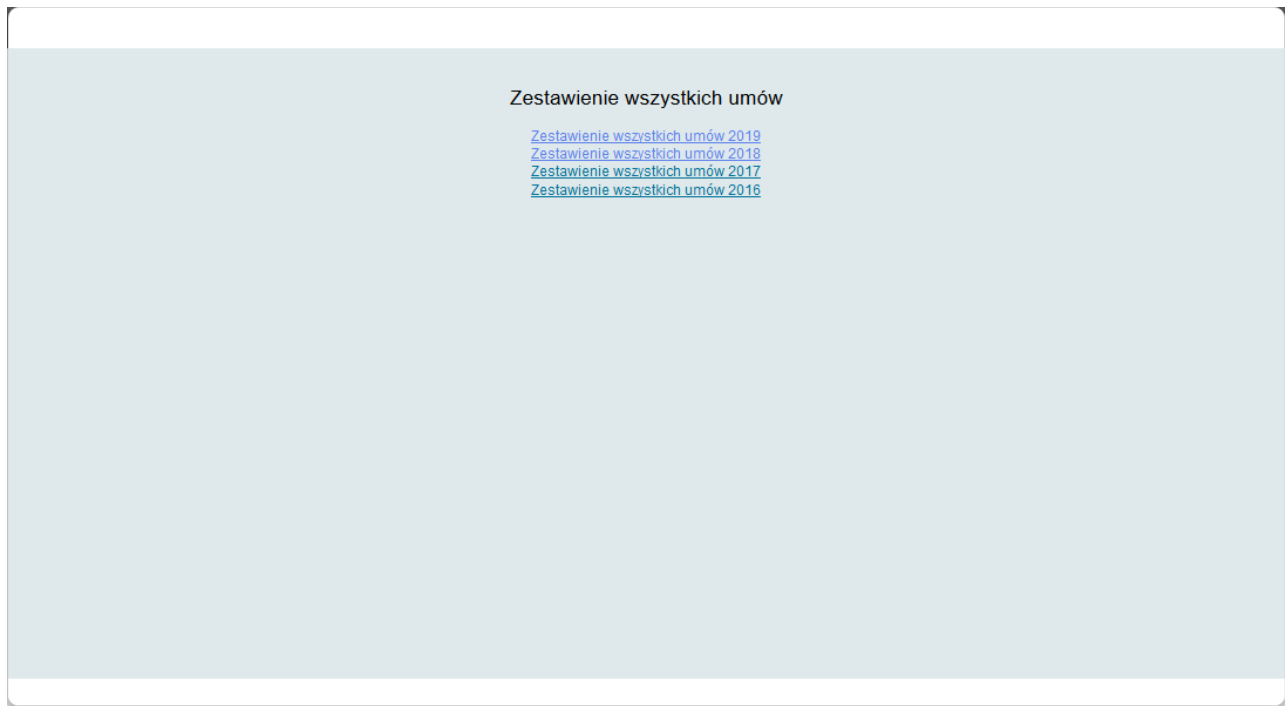 Zestawienie wszystkich umów
Zestawienie wszystkich umów 2019
Zestawienie wszystkich umów 2018
Zestawienie wszystkich umów 2017
Zestawienie wszystkich umów 2016